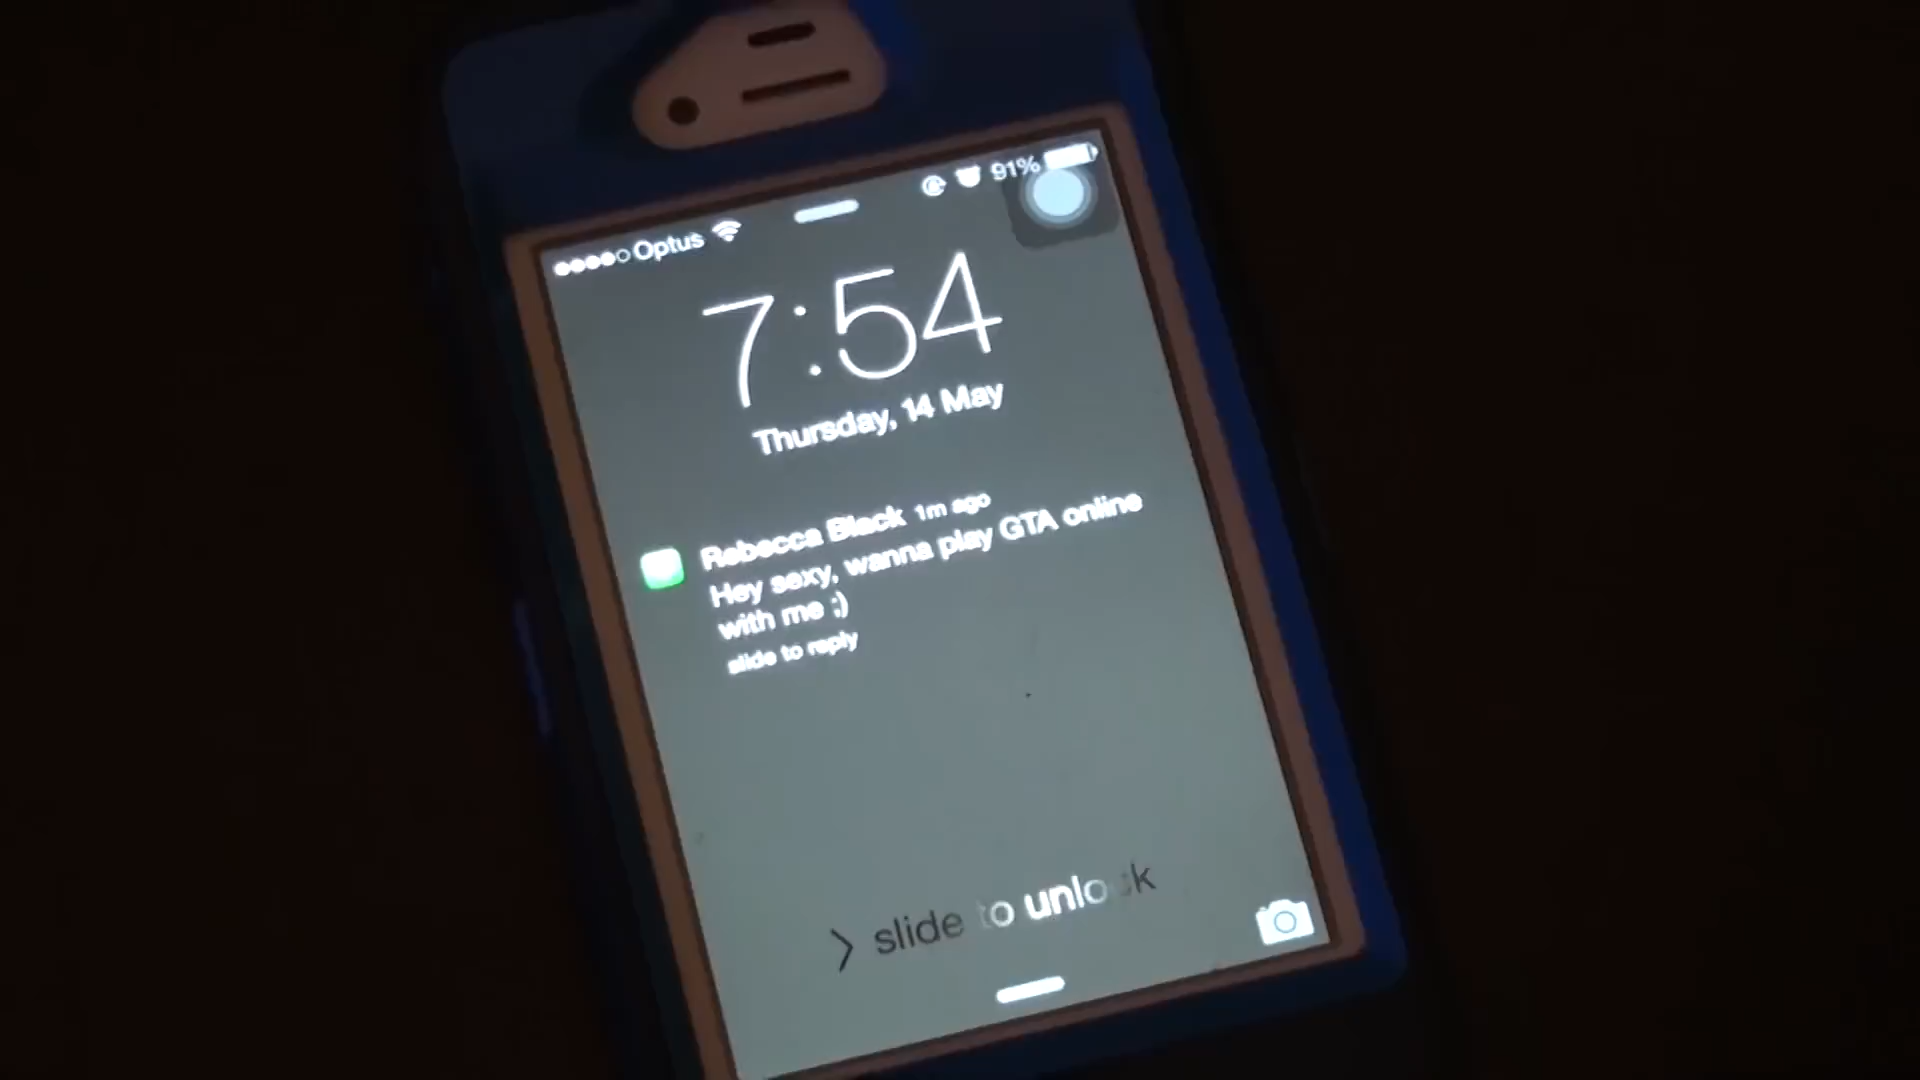 Optus 91%
7:54
Thursday, 14 May
Rebecca Black 1m ago
Hey sexy, wanna play GTA online
with me ;)
slide to reply
> slide to unlock